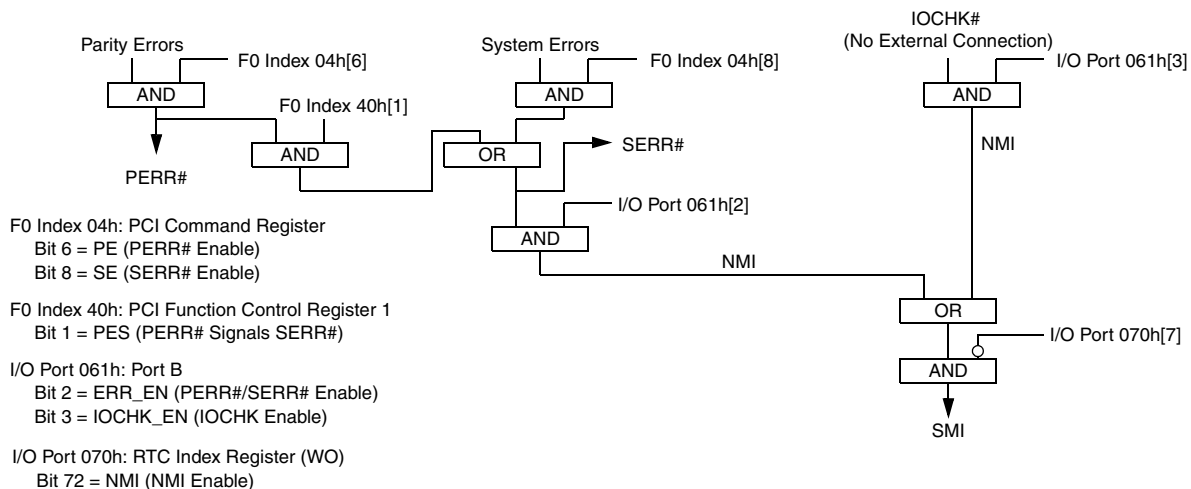 IOCHK#
(No External Connection)
Parity Errors
System Errors
F0 Index 04h[6]
F0 Index 04h[8]
I/O Port 061h[3]
AND
AND
AND
F0 Index 40h[1]
AND
OR
SERR#
NMI
PERR#
I/O Port 061h[2]
AND
NMI
F0 Index 04h: PCI Command Register
Bit 6 = PE (PERR# Enable)
Bit 8 = SE (SERR# Enable)
F0 Index 40h: PCI Function Control Register 1
Bit 1 = PES (PERR# Signals SERR#)
OR
I/O Port 070h[7]
I/O Port 061h: Port B
Bit 2 = ERR_EN (PERR#/SERR# Enable)
Bit 3 = IOCHK_EN (IOCHK Enable)
AND
SMI
I/O Port 070h: RTC Index Register (WO)
Bit 72 = NMI (NMI Enable)